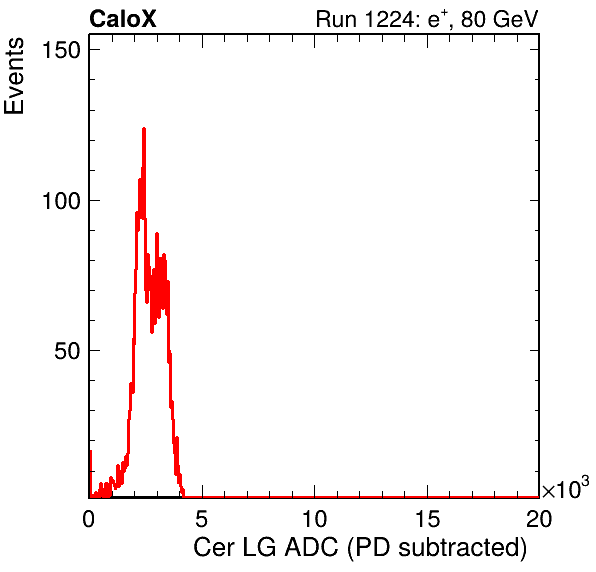 CaloX Run 1224: e⁺, 80 GeV
Events
150
100
50
0 5 10 15 20
×10³
Cer LG ADC (PD subtracted)